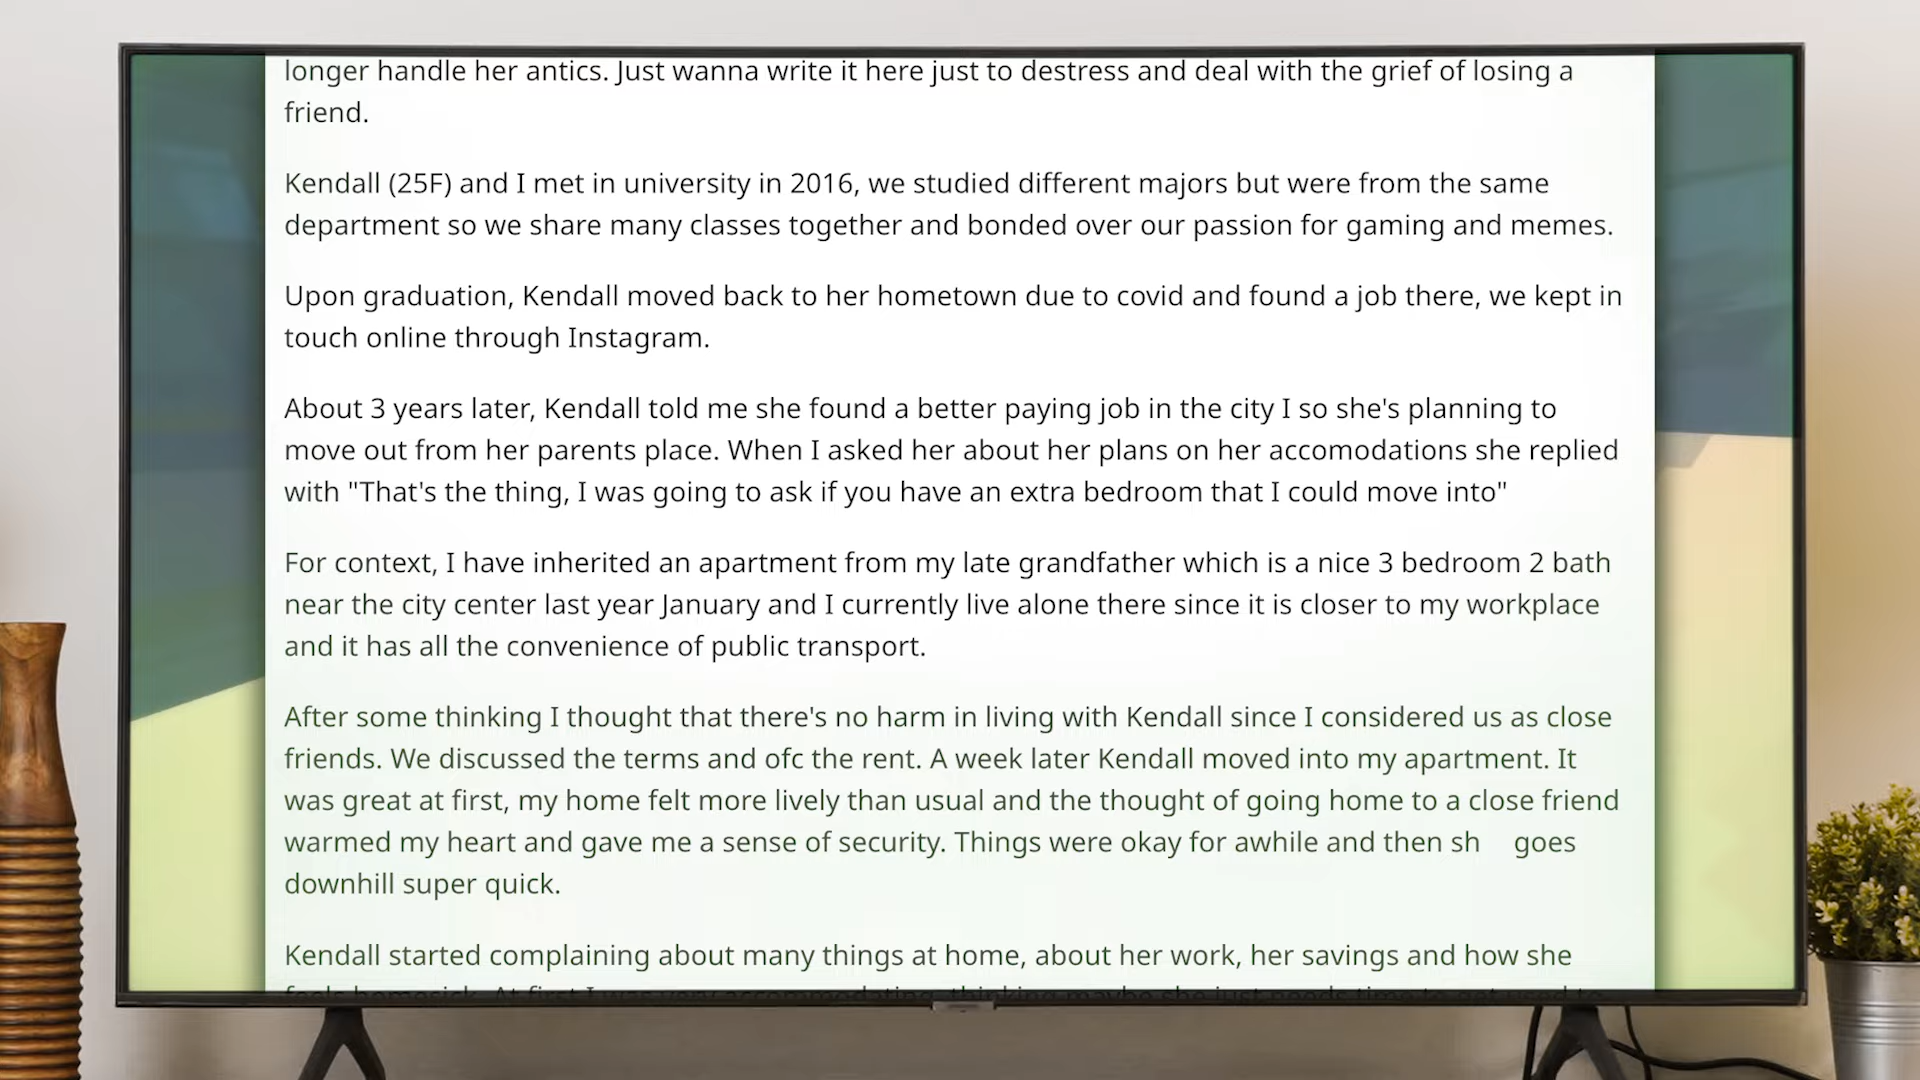 longer handle her antics. Just wanna write it here just to destress and deal with the grief of losing a
friend.
Kendall (25F) and I met in university in 2016, we studied different majors but were from the same
department so we share many classes together and bonded over our passion for gaming and memes.
Upon graduation, Kendall moved back to her hometown due to covid and found a job there, we kept in
touch online through Instagram.
About 3 years later, Kendall told me she found a better paying job in the city I so she's planning to
move out from her parents place. When I asked her about her plans on her accomodations she replied
with "That's the thing, I was going to ask if you have an extra bedroom that I could move into"
For context, I have inherited an apartment from my late grandfather which is a nice 3 bedroom 2 bath
near the city center last year January and I currently live alone there since it is closer to my workplace
and it has all the convenience of public transport.
After some thinking I thought that there's no harm in living with Kendall since I considered us as close
friends. We discussed the terms and ofc the rent. A week later Kendall moved into my apartment. It
was great at first, my home felt more lively than usual and the thought of going home to a close friend
warmed my heart and gave me a sense of security. Things were okay for awhile and then sh goes
downhill super quick.
Kendall started complaining about many things at home, about her work, her savings and how she